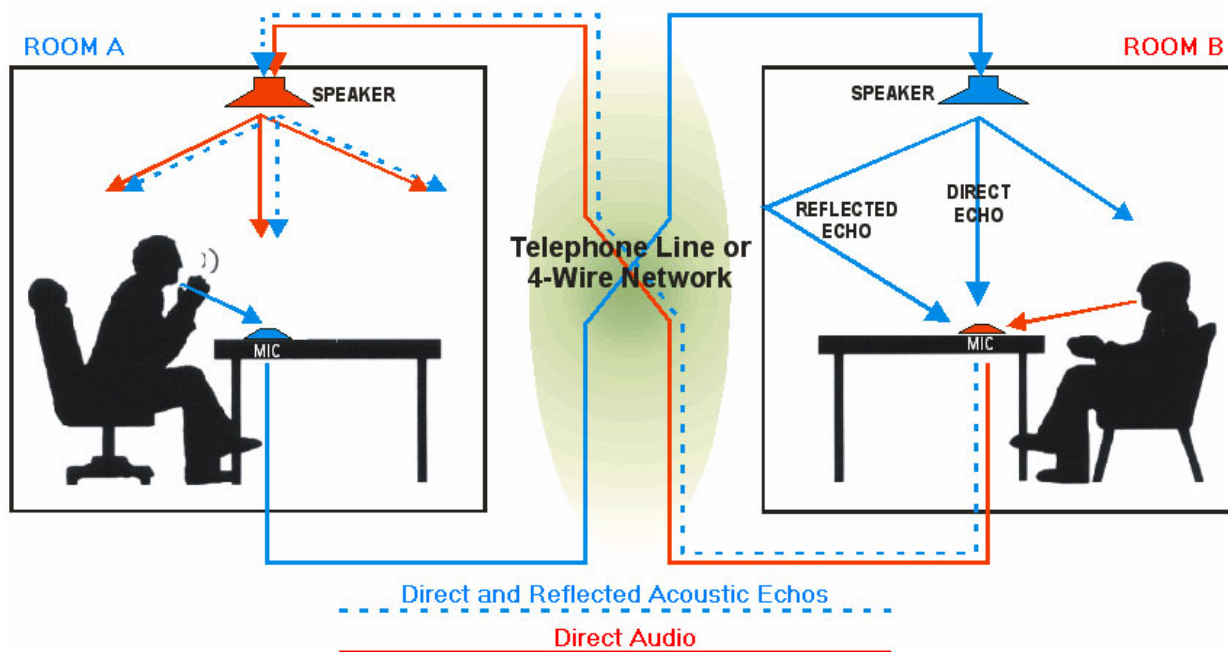 ROOM A
ROOM B
SPEAKER
SPEAKER
REFLECTED
ECHO
DIRECT
ECHO
Telephone Line or
4-Wire Network
MIC
MIC
Direct and Reflected Acoustic Echos
Direct Audio